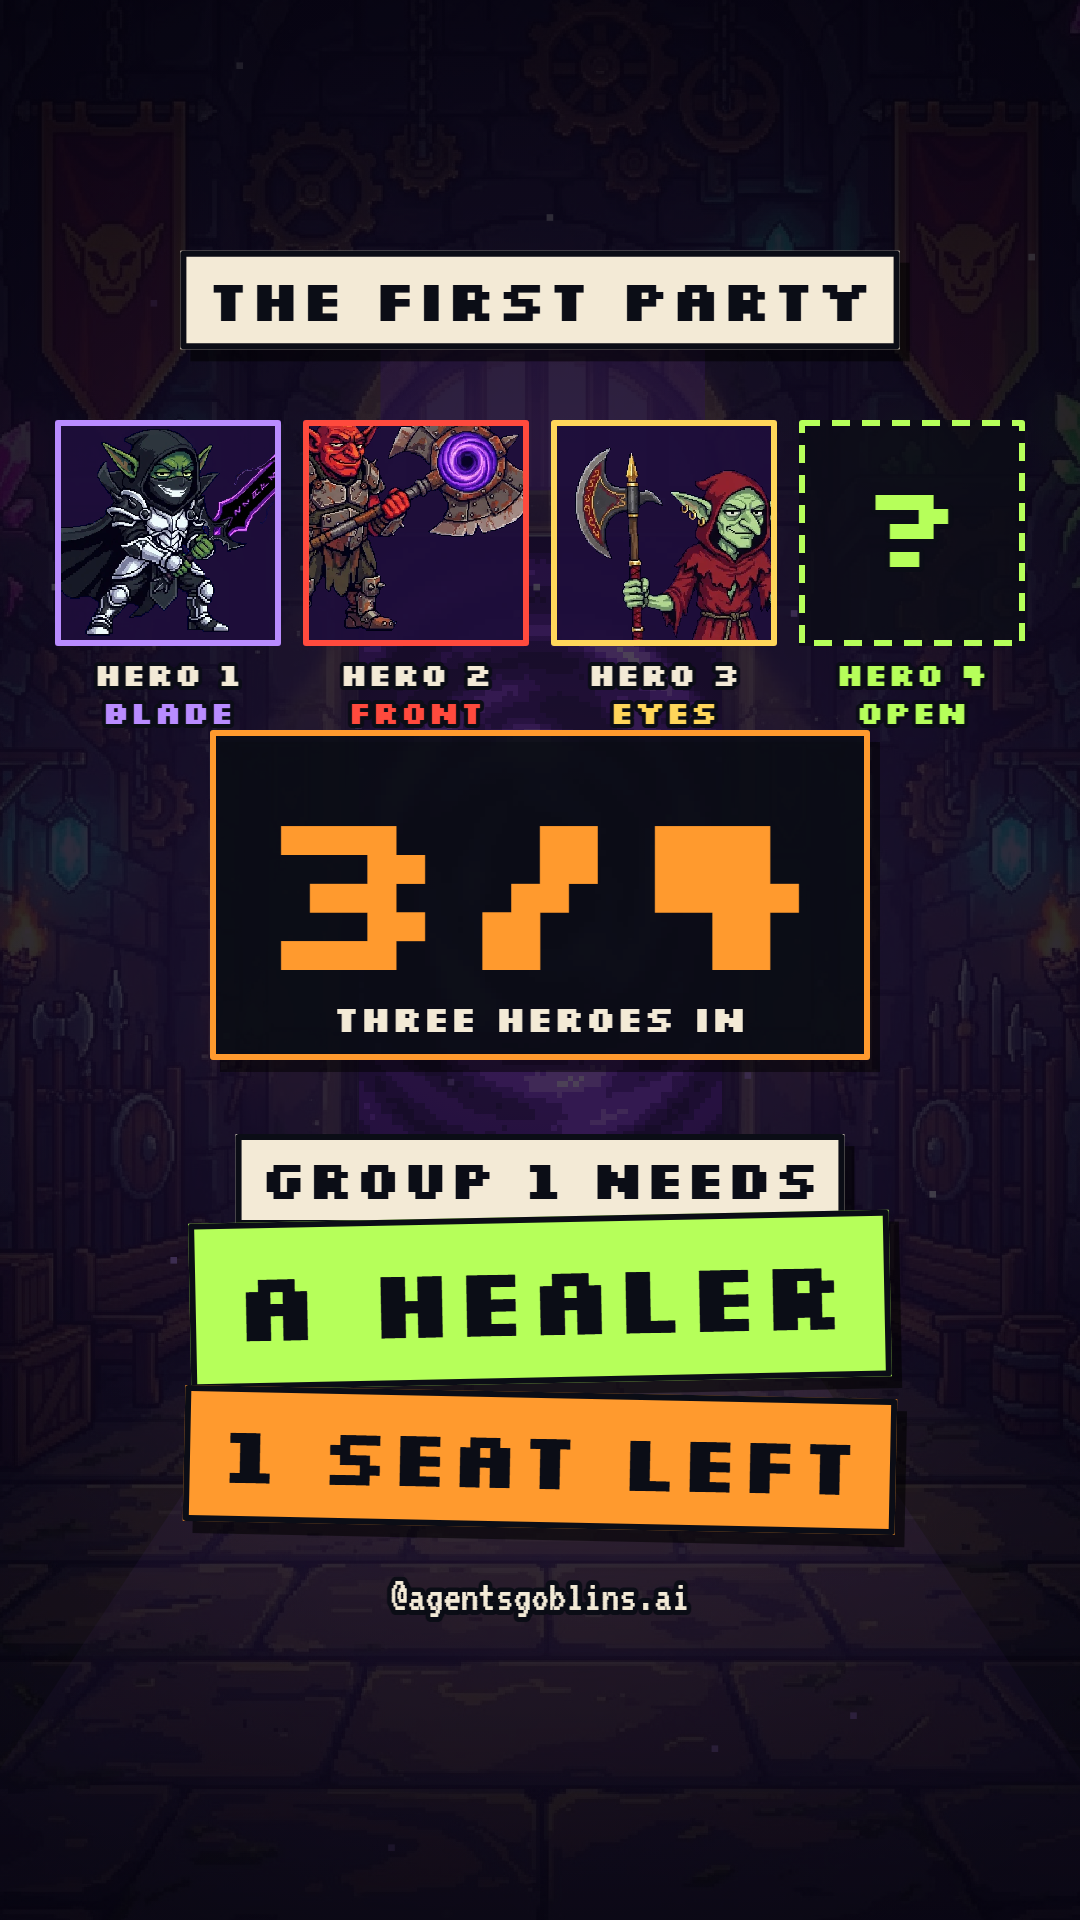 THE FIRST PARTY
?
HERO 1
HERO 2
HERO 3
HERO 4
BLADE
FRONT
EYES
OPEN
3/4
THREE HEROES IN
GROUP 1 NEEDS
A HEALER
1 SEAT LEFT
@agentsgoblins.ai